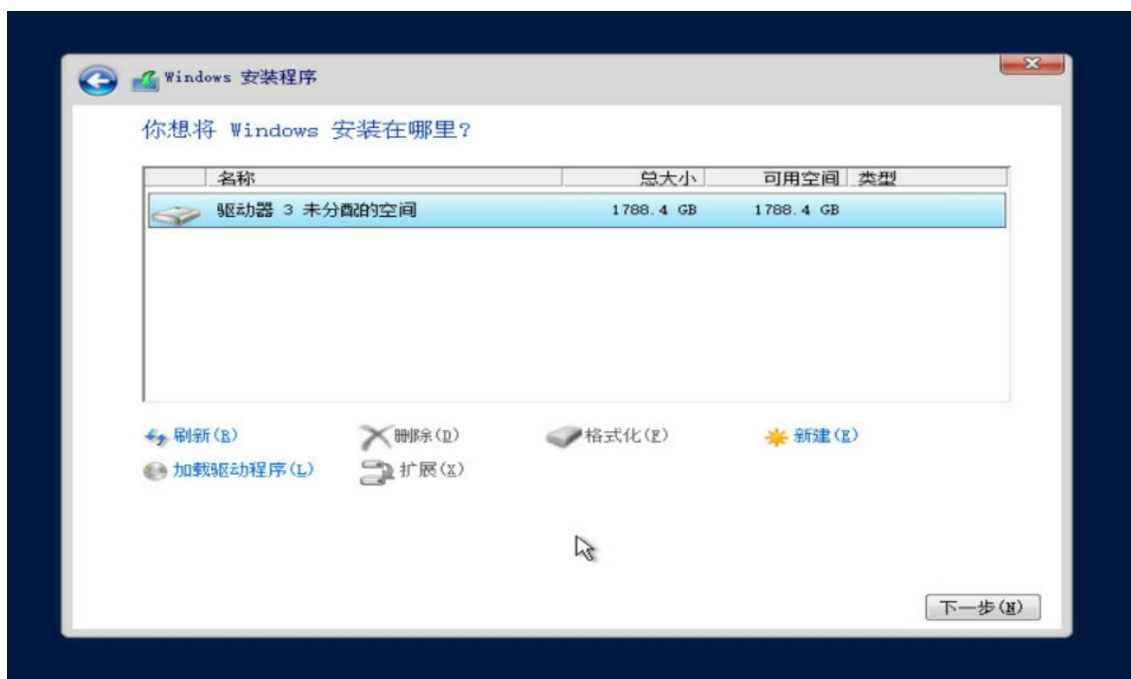 Windows 安装程序
你想将 Windows 安装在哪里?
名称 总大小 可用空间 类型
驱动器 3 未分配的空间 1788.4 GB 1788.4 GB
刷新(R) 删除(D) 格式化(F) 新建(E)
加载驱动程序(L) 扩展(X)
下一步(N)